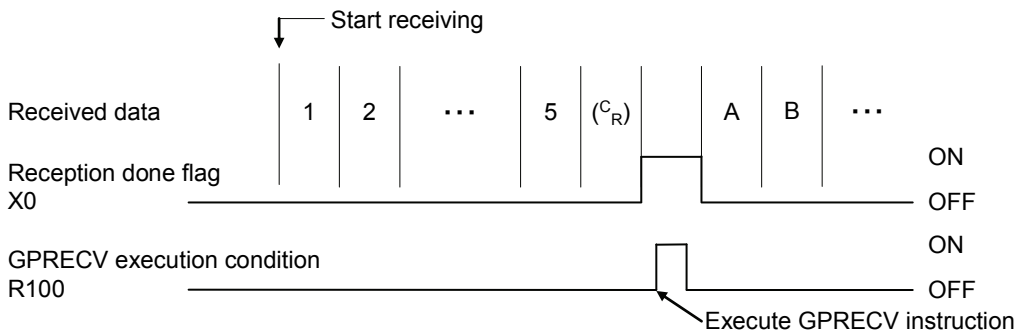 Start receiving
Received data 1 2 ··· 5 (CR) A B ···
Reception done flag ON
X0 OFF
ON
GPRECV execution condition
R100 OFF
Execute GPRECV instruction